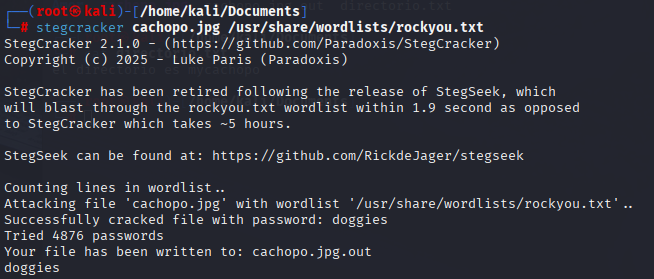 (root㉿kali)-[/home/kali/Documents]
# stegcracker cachopo.jpg /usr/share/wordlists/rockyou.txt
StegCracker 2.1.0 - (https://github.com/Paradoxis/StegCracker)
Copyright (c) 2025 - Luke Paris (Paradoxis)
StegCracker has been retired following the release of StegSeek, which
will blast through the rockyou.txt wordlist within 1.9 second as opposed
to StegCracker which takes ~5 hours.
StegSeek can be found at: https://github.com/RickdeJager/stegseek
Counting lines in wordlist..
Attacking file 'cachopo.jpg' with wordlist '/usr/share/wordlists/rockyou.txt'..
Successfully cracked file with password: doggies
Tried 4876 passwords
Your file has been written to: cachopo.jpg.out
doggies